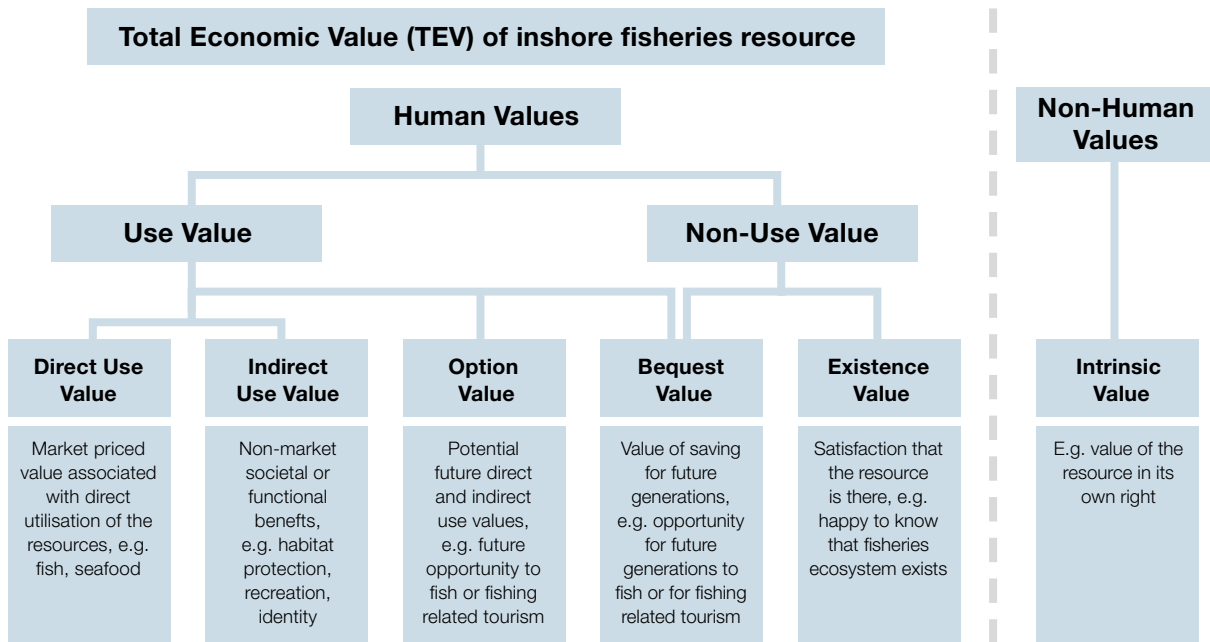 Total Economic Value (TEV) of inshore fisheries resource
Human Values
Non-Human
Values
Use Value
Non-Use Value
Direct Use
Value
Indirect
Use Value
Option
Value
Bequest
Value
Existence
Value
Intrinsic
Value
Market priced
value associated
with direct
utilisation of the
resources, e.g.
fish, seafood
Non-market
societal or
functional
benefts,
e.g. habitat
protection,
recreation,
identity
Potential
future direct
and indirect
use values,
e.g. future
opportunity to
fish or fishing
related tourism
Value of saving
for future
generations,
e.g. opportunity
for future
generations to
fish or for fishing
related tourism
Satisfaction that
the resource
is there, e.g.
happy to know
that fisheries
ecosystem exists
E.g. value of the
resource in its
own right